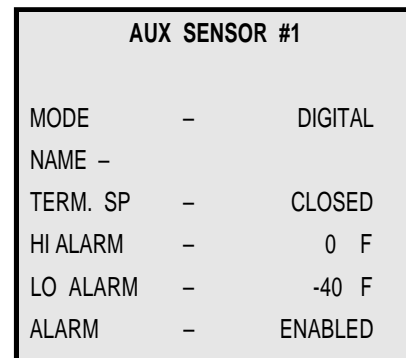 AUX SENSOR #1
MODE – DIGITAL
NAME –
TERM. SP – CLOSED
HI ALARM – 0 F
LO ALARM – -40 F
ALARM – ENABLED